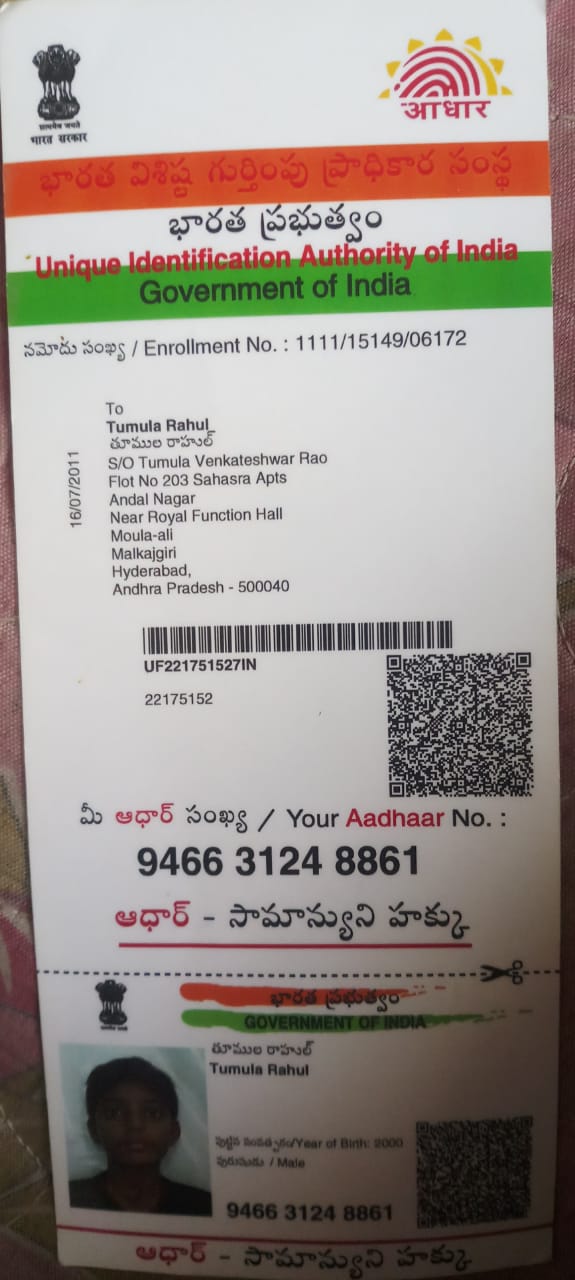 सत्यमेव जयते
भारत सरकार
आधार
భారత విశిష్ట గుర్తింపు ప్రాధికార సంస్థ
భారత ప్రభుత్వం
Unique Identification Authority of India
Government of India
నమోదు సంఖ్య / Enrollment No. : 1111/15149/06172
To
Tumula Rahul
తూముల రాహుల్
S/O Tumula Venkateshwar Rao
Flot No 203 Sahasra Apts
Andal Nagar
Near Royal Function Hall
Moula-ali
Malkajgiri
Hyderabad,
Andhra Pradesh - 500040
16/07/2011
UF221751527IN
22175152
మీ ఆధార్ సంఖ్య / Your Aadhaar No. :
9466 3124 8861
ఆధార్ - సామాన్యుని హక్కు
భారత ప్రభుత్వం
GOVERNMENT OF INDIA
తూముల రాహుల్
Tumula Rahul
పుట్టిన సంవత్సరం/Year of Birth: 2000
పురుషుడు / Male
9466 3124 8861
ఆధార్ - సామాన్యుని హక్కు